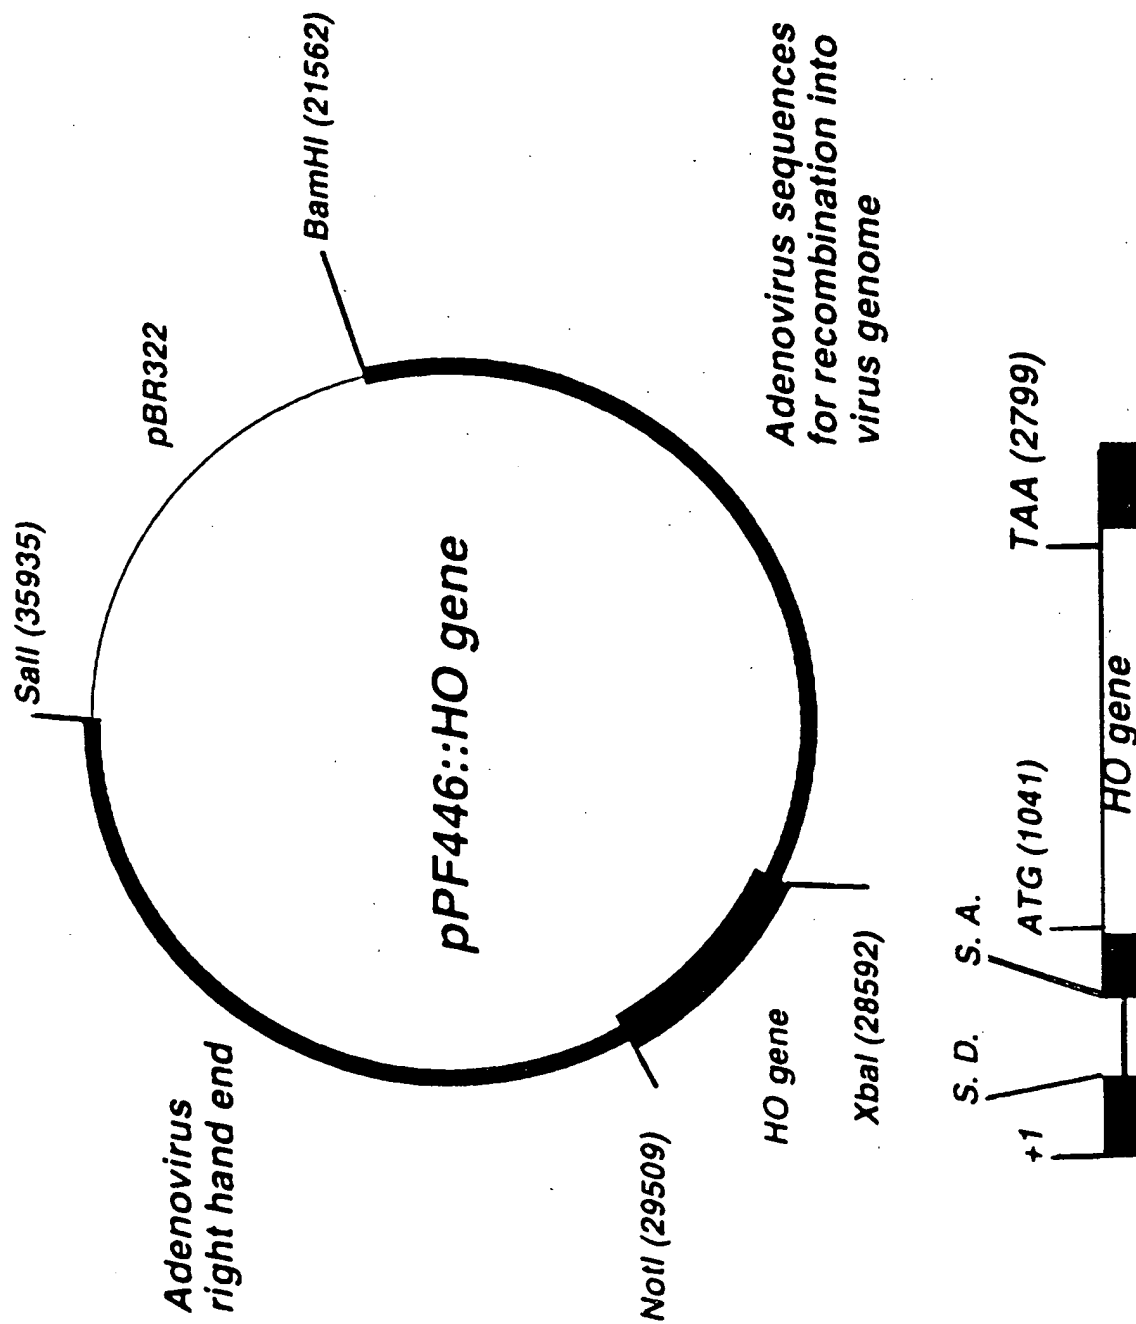 SalI (35935)
pBR322
Adenovirus
right hand end
BamHI (21562)
pPF446::HO gene
NotI (29509)
HO gene
XbaI (28592)
Adenovirus sequences
for recombination into
virus genome
S. D.
S. A.
+1
ATG (1041)
TAA (2799)
HO gene